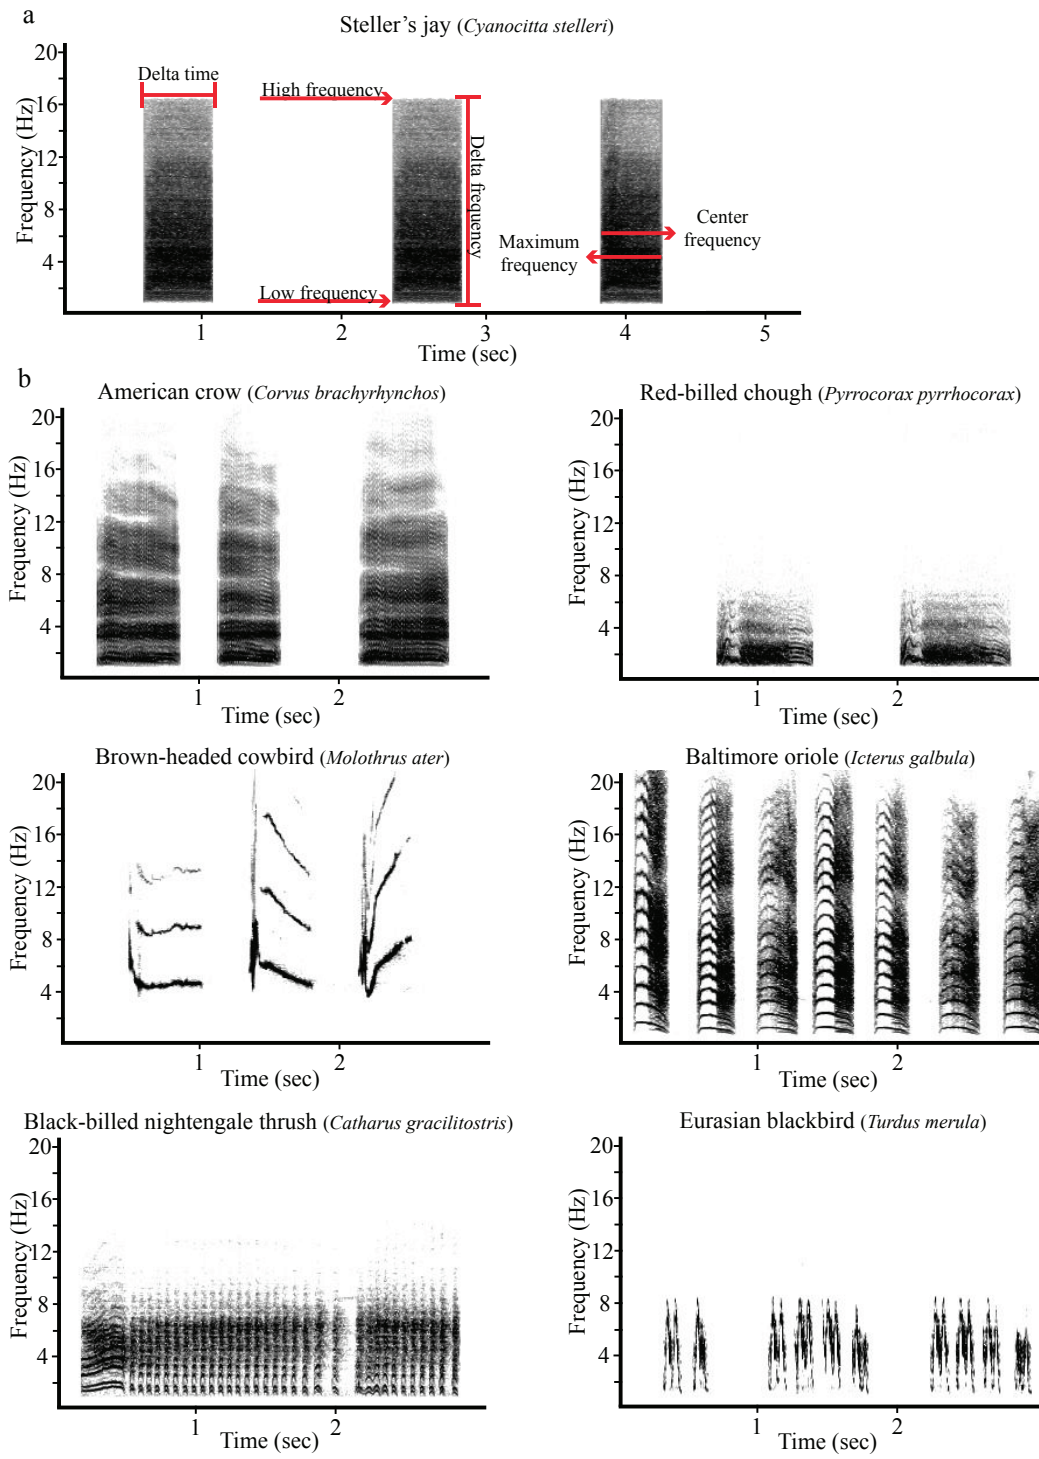 a
Steller’s jay (Cyanocitta stelleri)
20
16
12
8
4
Frequency (Hz)
Delta time
High frequency
Delta frequency
Low frequency
Maximum
frequency
Center
frequency
1 2 3 4 5
Time (sec)
b
American crow (Corvus brachyrhynchos)
20
16
12
8
4
Frequency (Hz)
1 2
Time (sec)
Red-billed chough (Pyrrocorax pyrrhocorax)
20
16
12
8
4
Frequency (Hz)
1 2
Time (sec)
Brown-headed cowbird (Molothrus ater)
20
16
12
8
4
Frequency (Hz)
1 2
Time (sec)
Baltimore oriole (Icterus galbula)
20
16
12
8
4
Frequency (Hz)
1 2
Time (sec)
Black-billed nightengale thrush (Catharus gracilitostris)
20
16
12
8
4
Frequency (Hz)
1 2
Time (sec)
Eurasian blackbird (Turdus merula)
20
16
12
8
4
Frequency (Hz)
1 2
Time (sec)